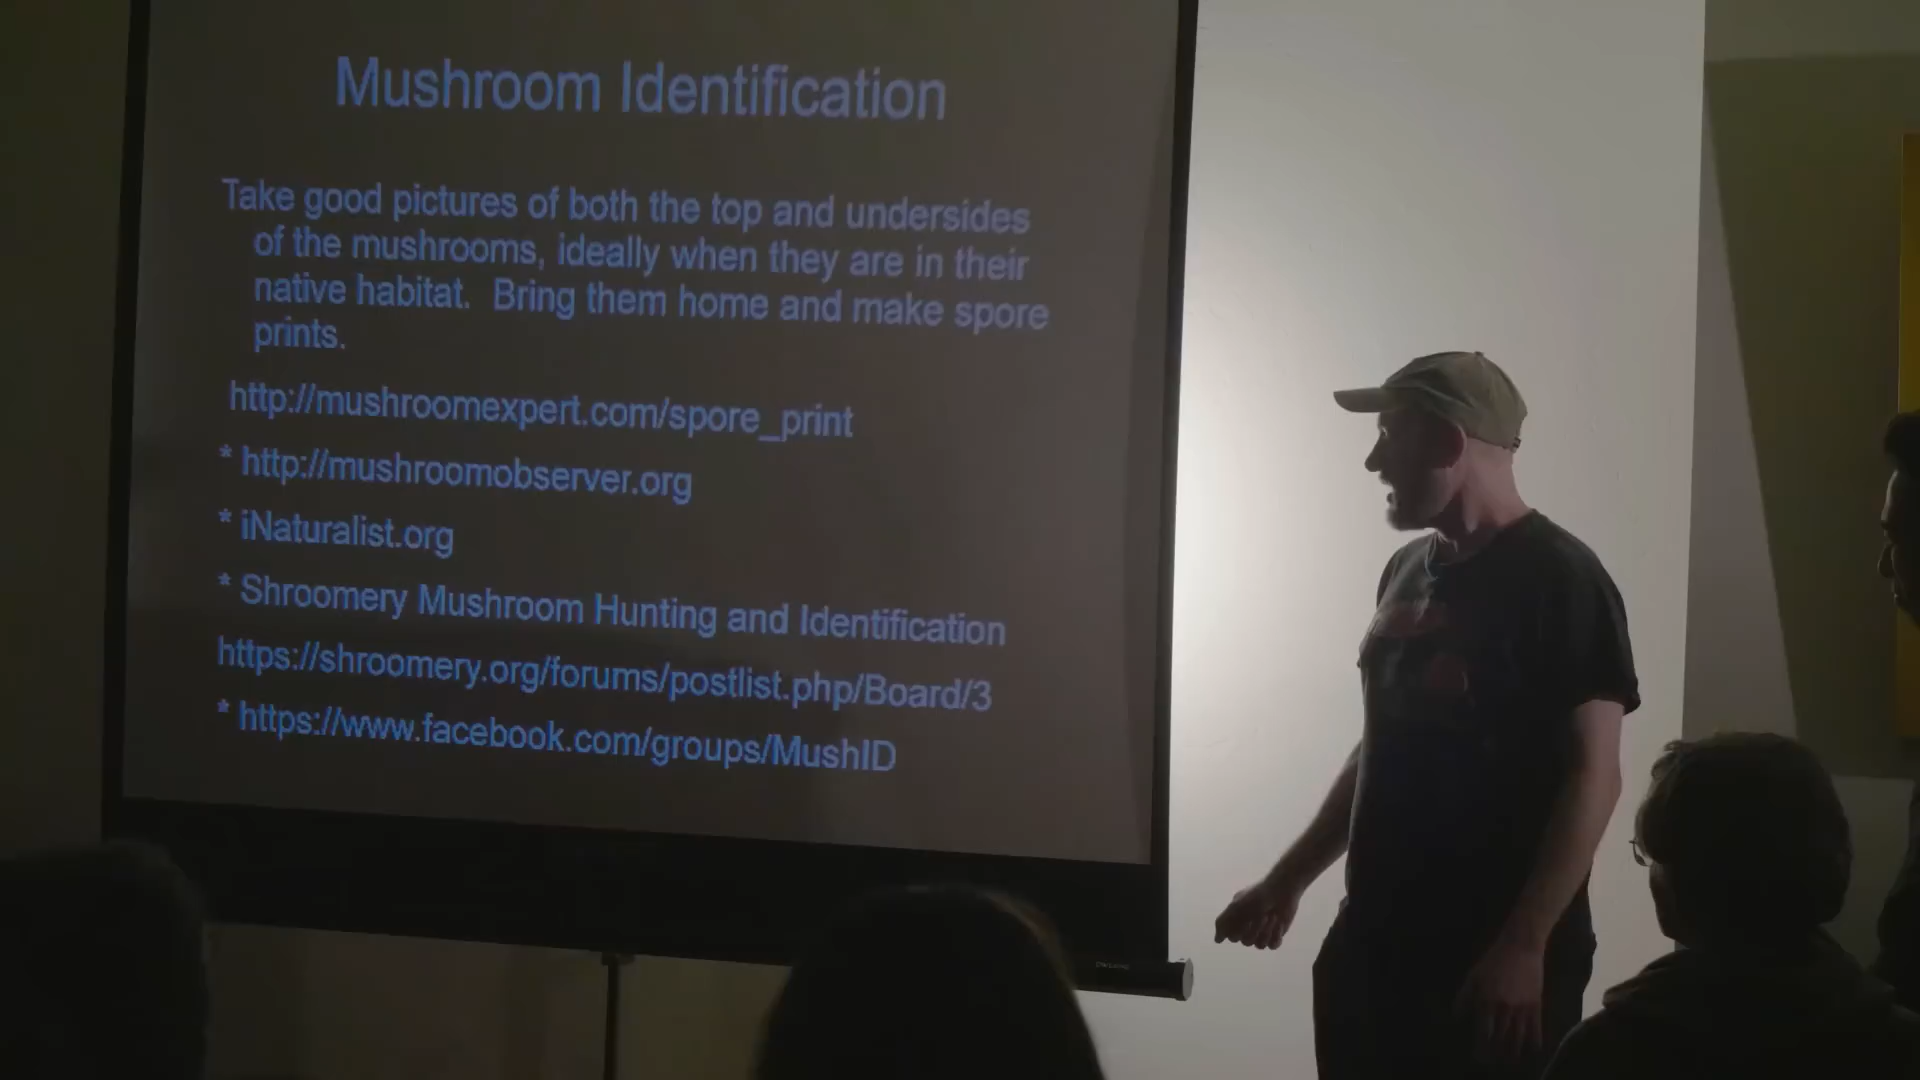 Mushroom Identification
Take good pictures of both the top and undersides
of the mushrooms, ideally when they are in their
native habitat. Bring them home and make spore
prints.
http://mushroomexpert.com/spore_print
* http://mushroomobserver.org
* iNaturalist.org
* Shroomery Mushroom Hunting and Identification
https://shroomery.org/forums/postlist.php/Board/3
* https://www.facebook.com/groups/MushID